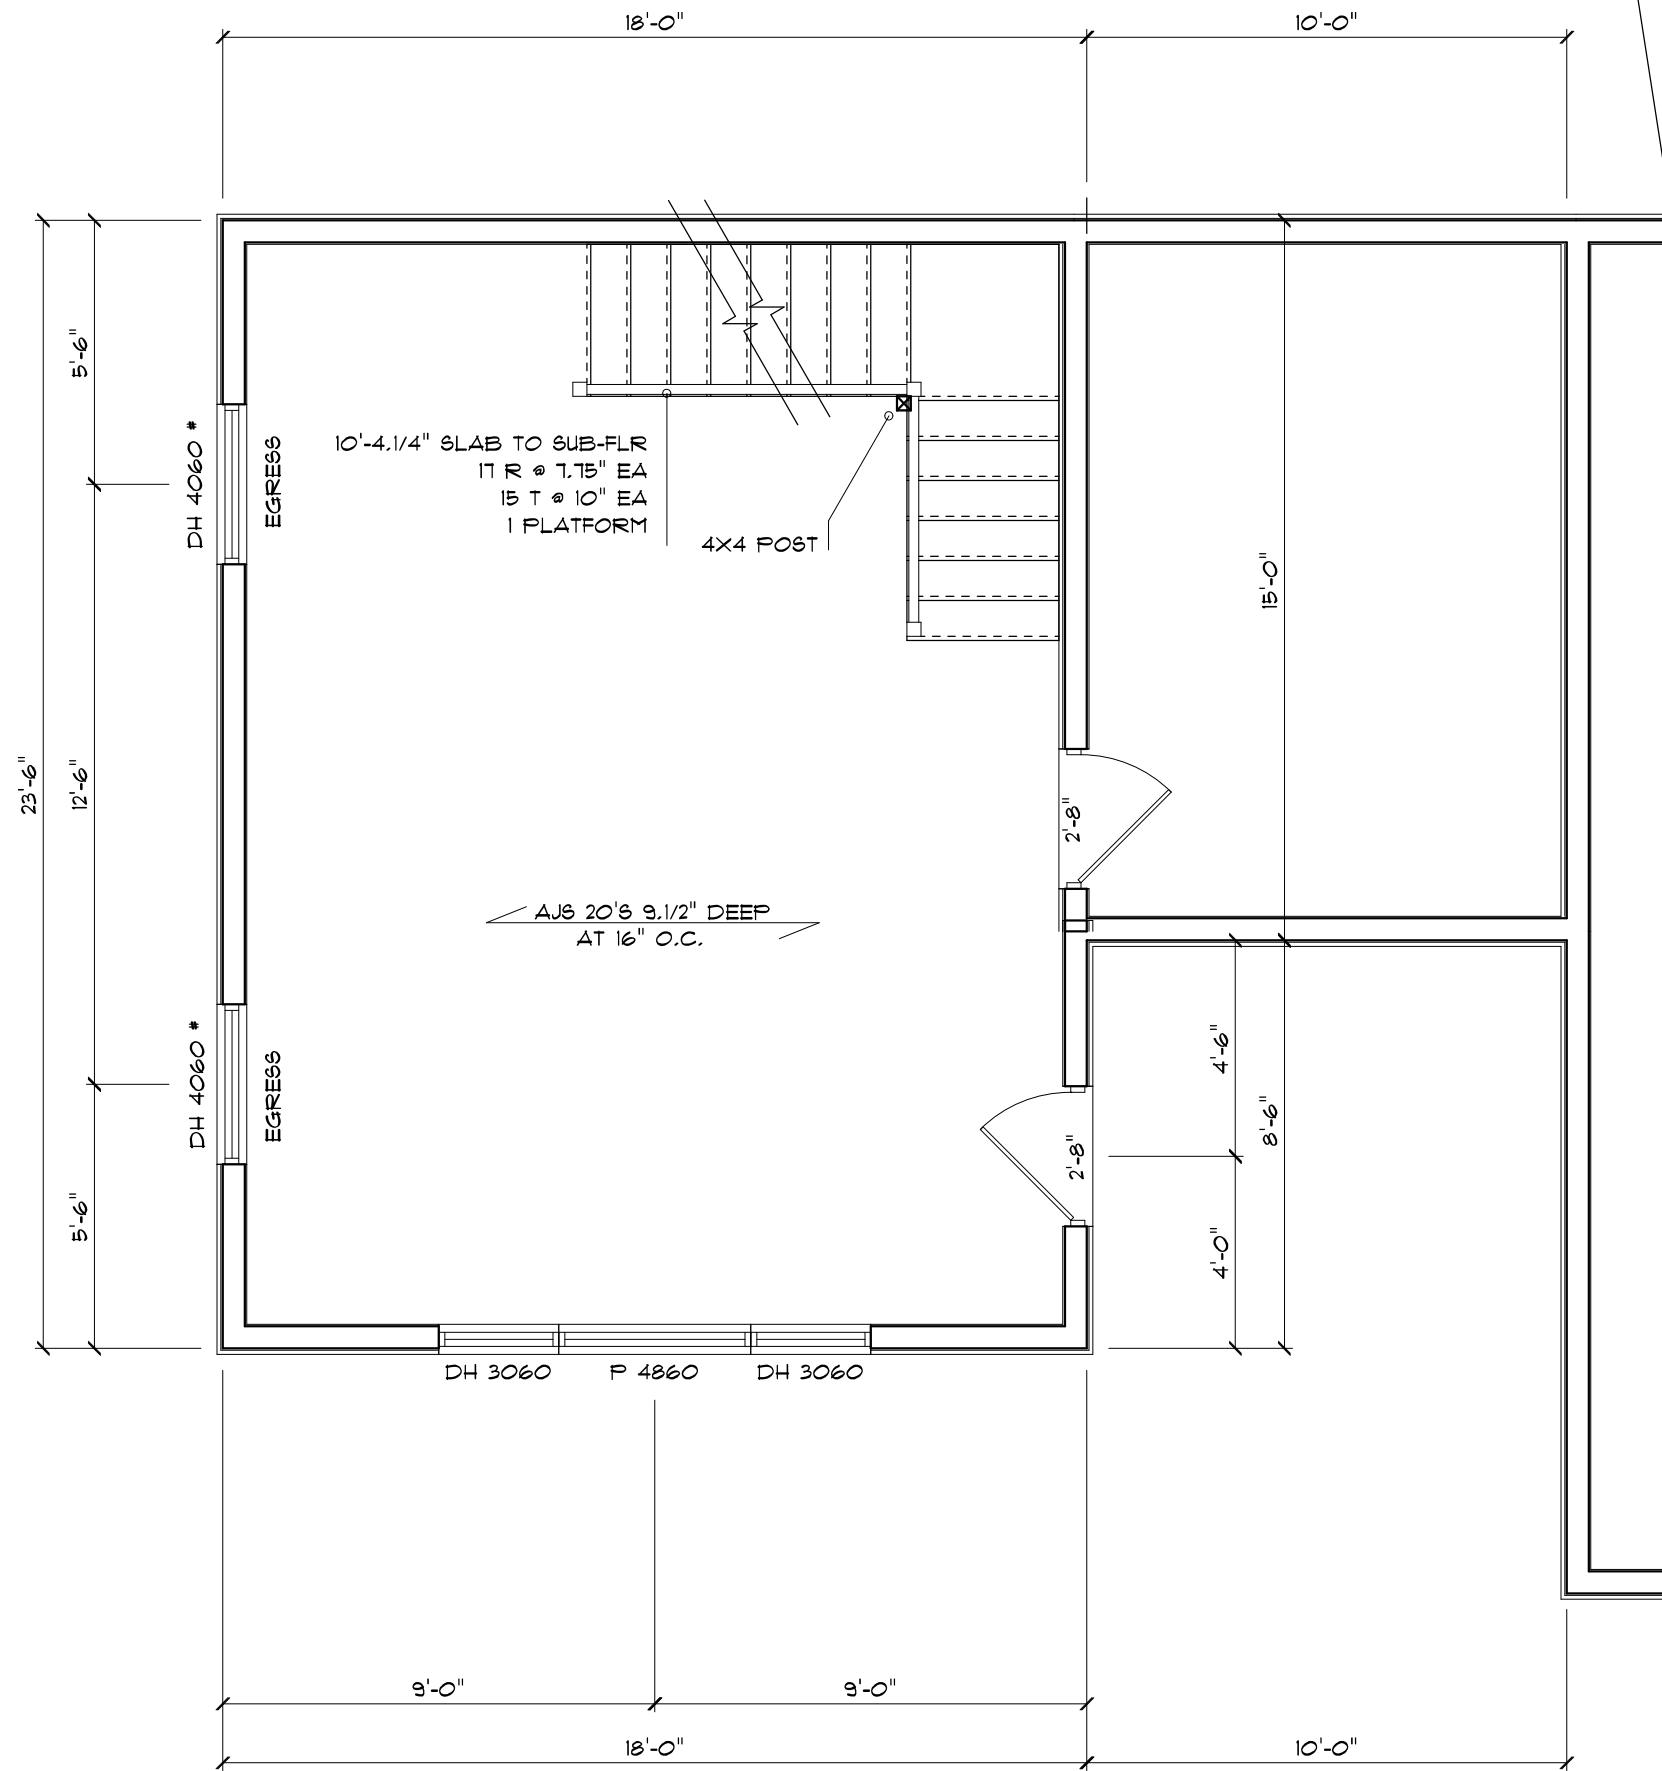 18'-0"
10'-0"
5'-6"
DH 4060 #
EGRESS
10'-4.1/4" SLAB TO SUB-FLR
17 R @ 7.75" EA
15 T @ 10" EA
1 PLATFORM
4X4 POST
15'-0"
23'-6"
12'-6"
2'-8"
AJS 20'S 9.1/2" DEEP
AT 16" O.C.
DH 4060 #
EGRESS
4'-6"
8'-6"
2'-8"
5'-6"
4'-0"
DH 3060
P 4860
DH 3060
9'-0"
9'-0"
18'-0"
10'-0"